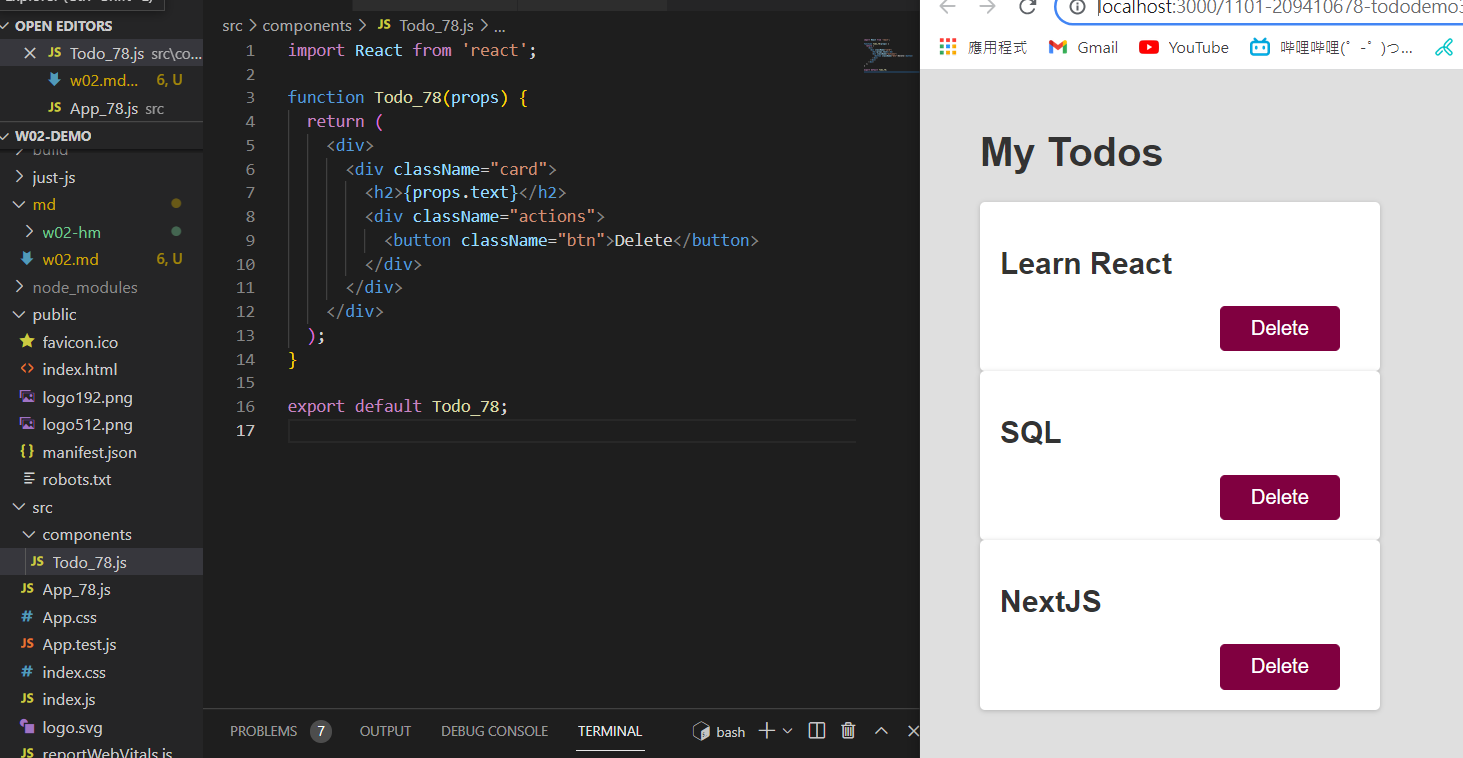 OPEN EDITORS
JS Todo_78.js src\co...
w02.md... 6, U
JS App_78.js src
W02-DEMO
build
just-js
md
w02-hm
w02.md 6, U
node_modules
public
favicon.ico
index.html
logo192.png
logo512.png
manifest.json
robots.txt
src
components
JS Todo_78.js
JS App_78.js
# App.css
JS App.test.js
# index.css
JS index.js
logo.svg
JS reportWebVitals.js
src > components > JS Todo_78.js > ...
1 import React from 'react';
2
3 function Todo_78(props) {
4 return (
5 <div>
6 <div className="card">
7 <h2>{props.text}</h2>
8 <div className="actions">
9 <button className="btn">Delete</button>
10 </div>
11 </div>
12 </div>
13 );
14 }
15
16 export default Todo_78;
17
PROBLEMS 7 OUTPUT DEBUG CONSOLE TERMINAL bash
localhost:3000/1101-209410678-tododemo
應用程式 Gmail YouTube 嗶哩嗶哩(゜-゜)つ...
My Todos
Learn React
Delete
SQL
Delete
NextJS
Delete